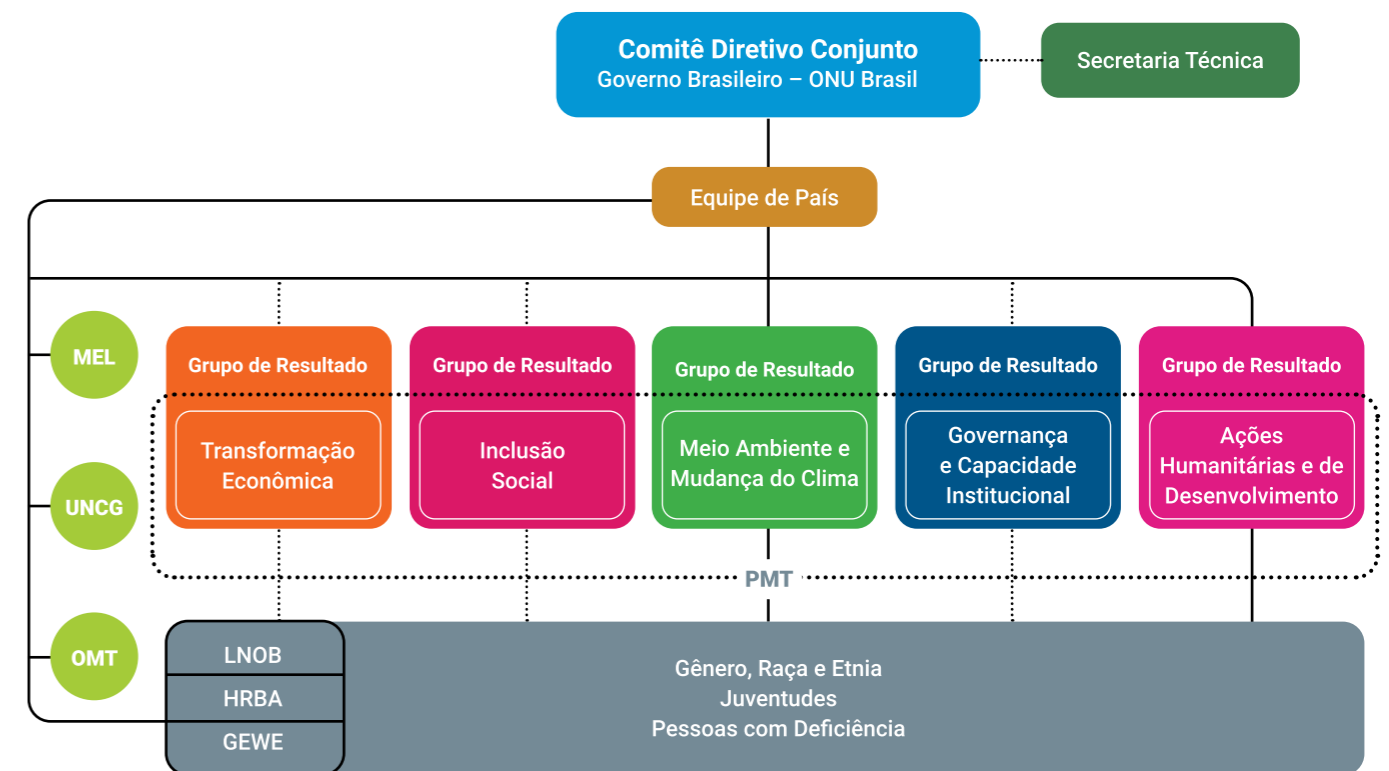 Comitê Diretivo Conjunto
Governo Brasileiro – ONU Brasil
Secretaria Técnica
Equipe de País
MEL
UNCG
OMT
Grupo de Resultado
Transformação
Econômica
Grupo de Resultado
Inclusão
Social
Grupo de Resultado
Meio Ambiente e
Mudança do Clima
Grupo de Resultado
Governança
e Capacidade
Institucional
Grupo de Resultado
Ações
Humanitárias e de
Desenvolvimento
PMT
LNOB
HRBA
GEWE
Gênero, Raça e Etnia
Juventudes
Pessoas com Deficiência